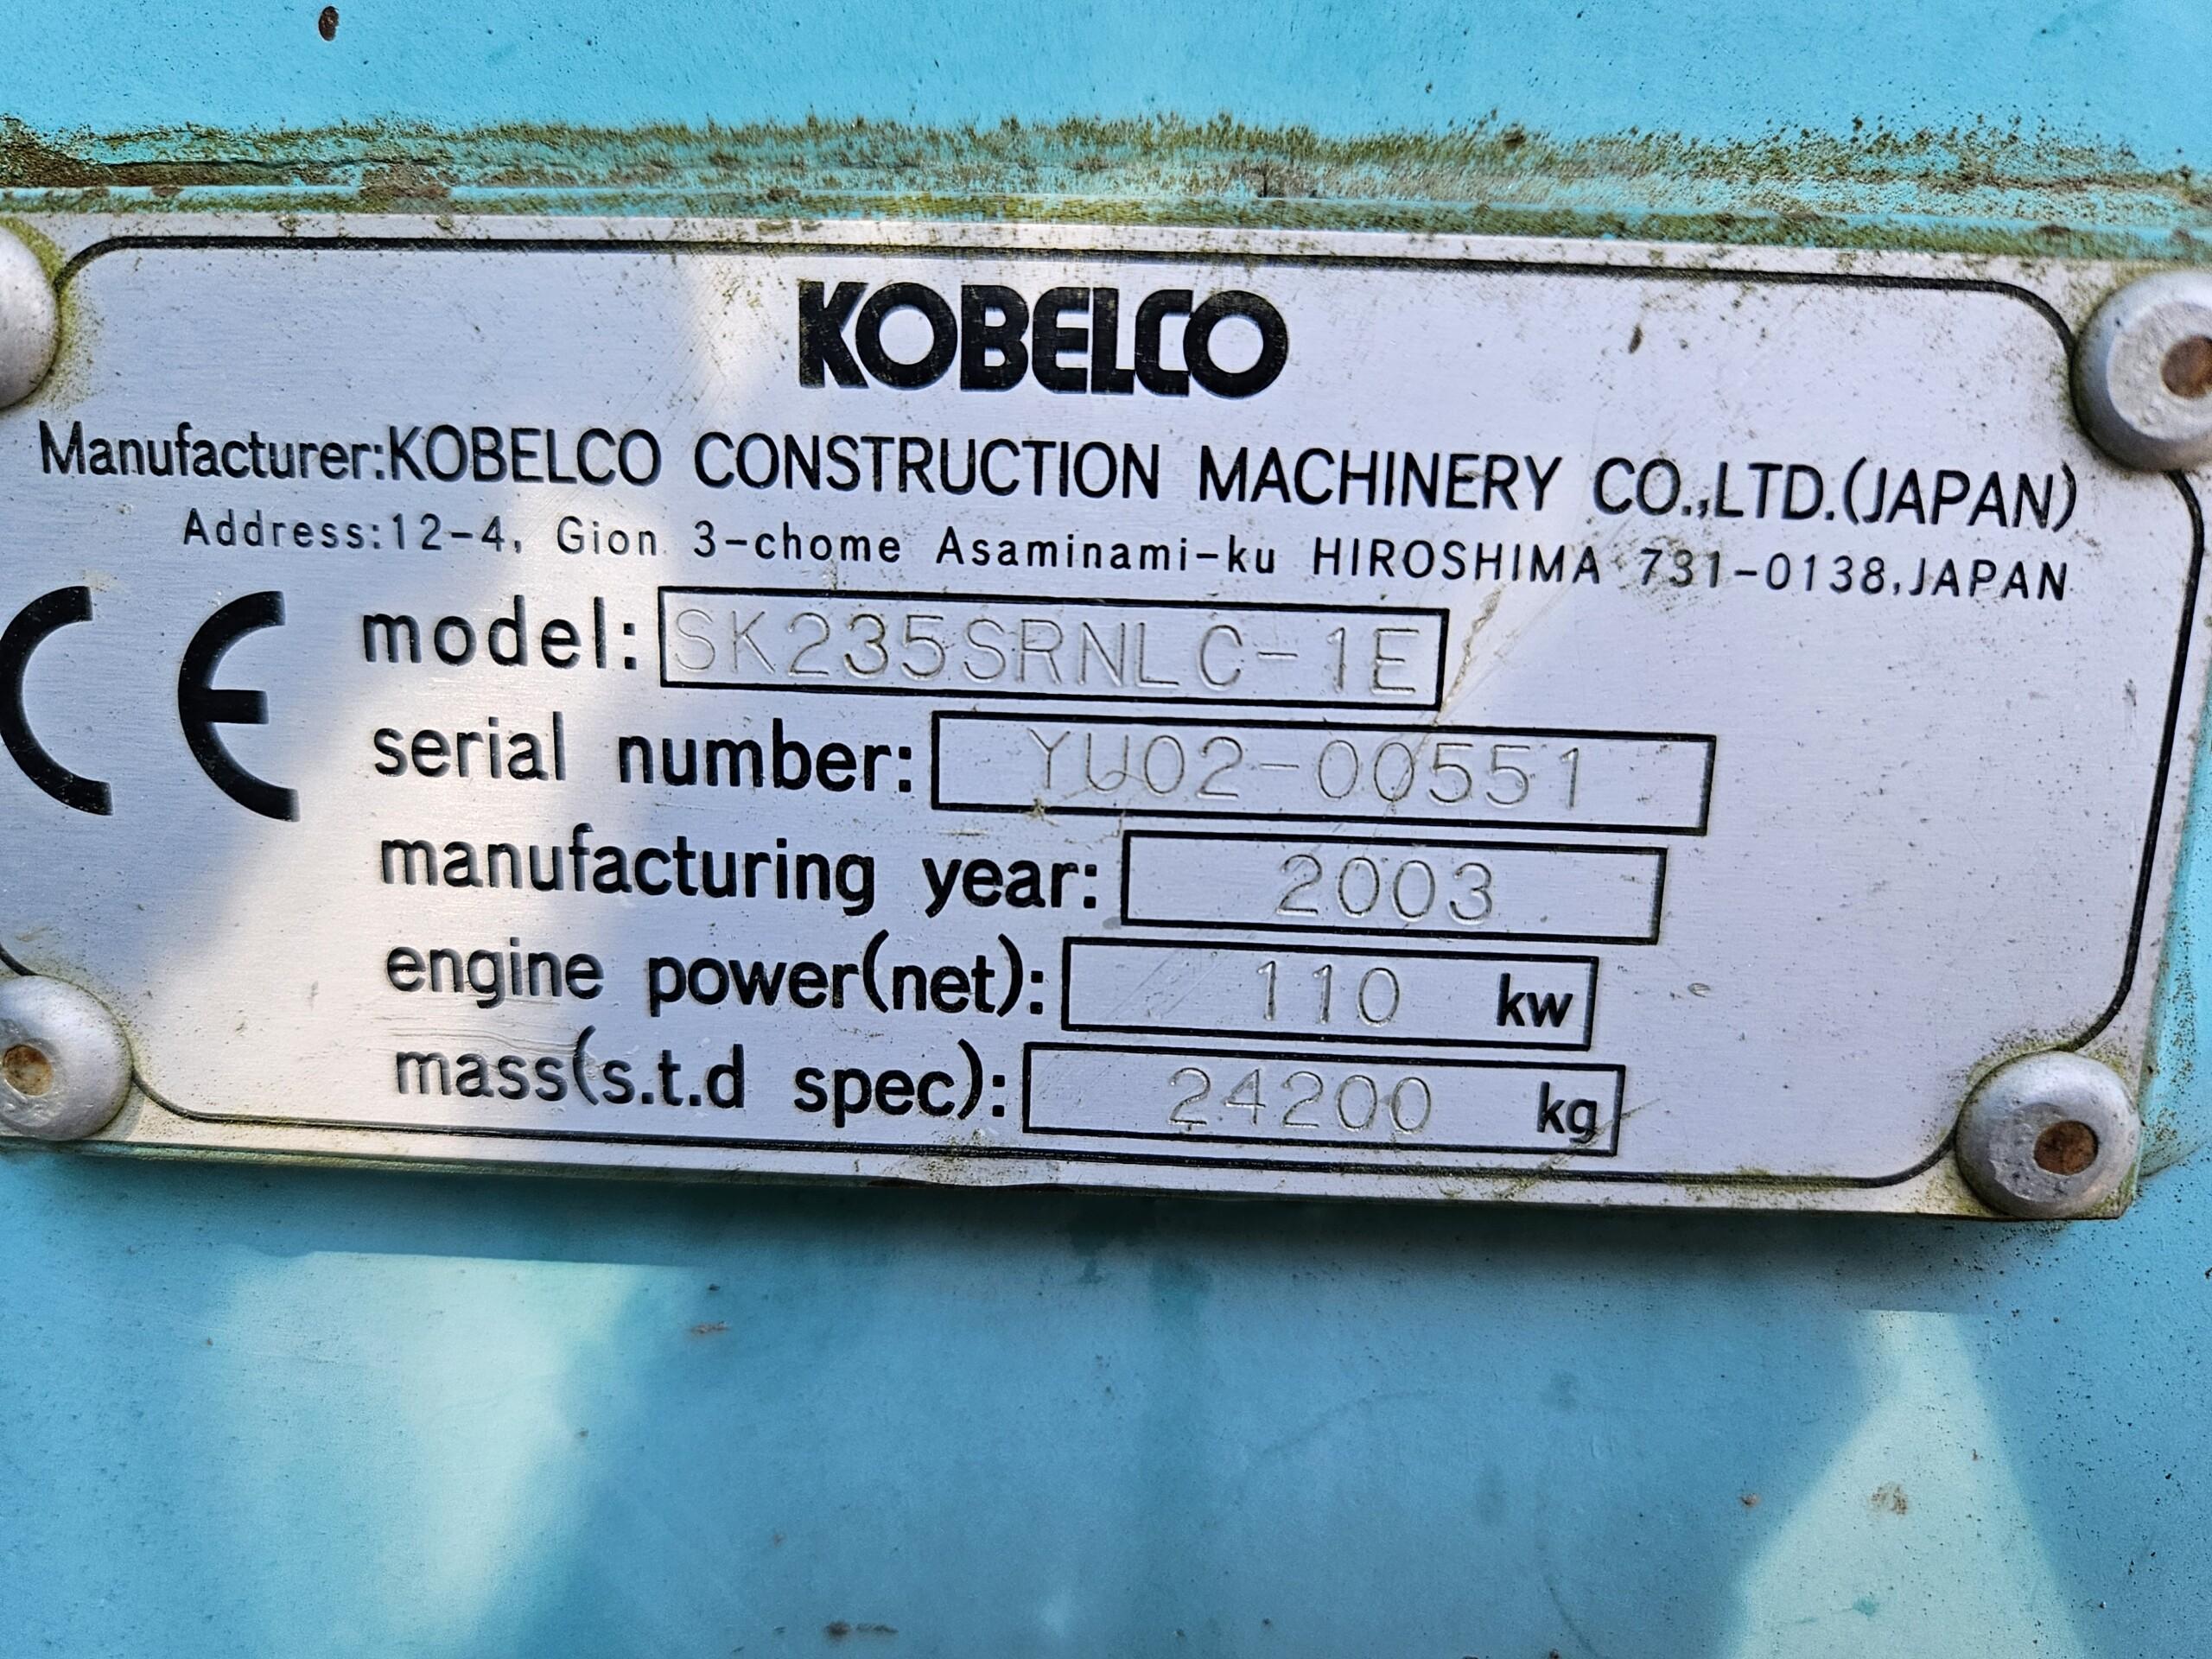 KOBELCO
Manufacturer:KOBELCO CONSTRUCTION MACHINERY CO.,LTD.(JAPAN)
Address:12-4, Gion 3-chome Asaminami-ku HIROSHIMA 731-0138,JAPAN
CE
model: SK235SRNLC-1E
serial number: YU02-00551
manufacturing year: 2003
engine power(net): 110 kw
mass(s.t.d spec): 24200 kg